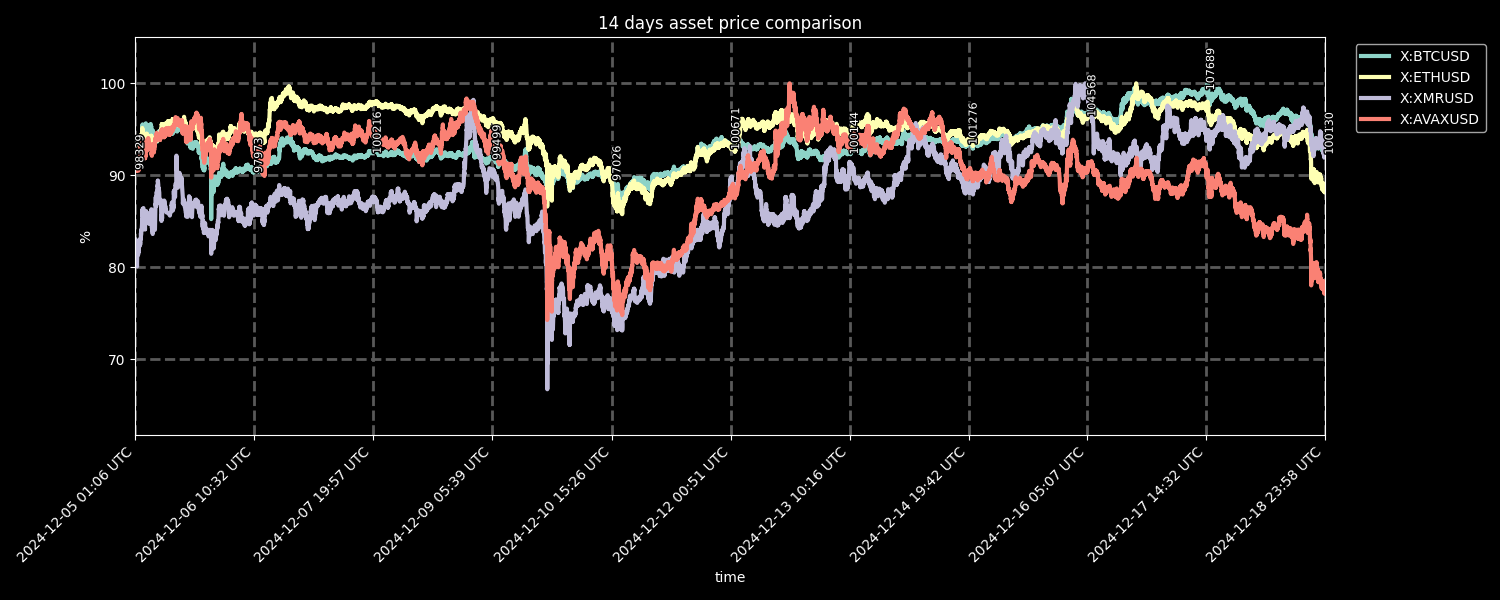 14 days asset price comparison
X:BTCUSD
X:ETHUSD
X:XMRUSD
X:AVAXUSD
100
90
80
70
%
98329
97973
100216
99499
97026
100671
100144
101276
104568
107689
100130
2024-12-05 01:06 UTC
2024-12-06 10:32 UTC
2024-12-07 19:57 UTC
2024-12-09 05:39 UTC
2024-12-10 15:26 UTC
2024-12-12 00:51 UTC
2024-12-13 10:16 UTC
2024-12-14 19:42 UTC
2024-12-16 05:07 UTC
2024-12-17 14:32 UTC
2024-12-18 23:58 UTC
time